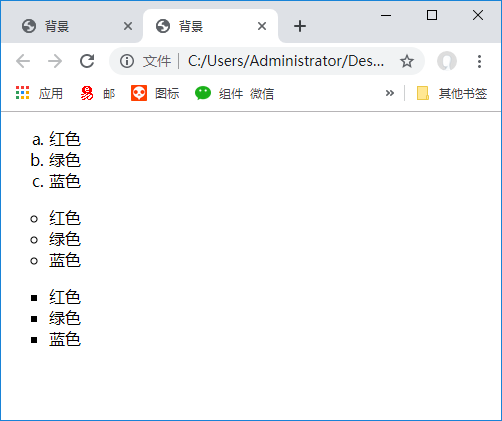 背景
背景
文件 C:/Users/Administrator/Des...
应用 易 邮 图标 组件 微信 » 其他书签
a. 红色
b. 绿色
c. 蓝色
红色
绿色
蓝色
红色
绿色
蓝色